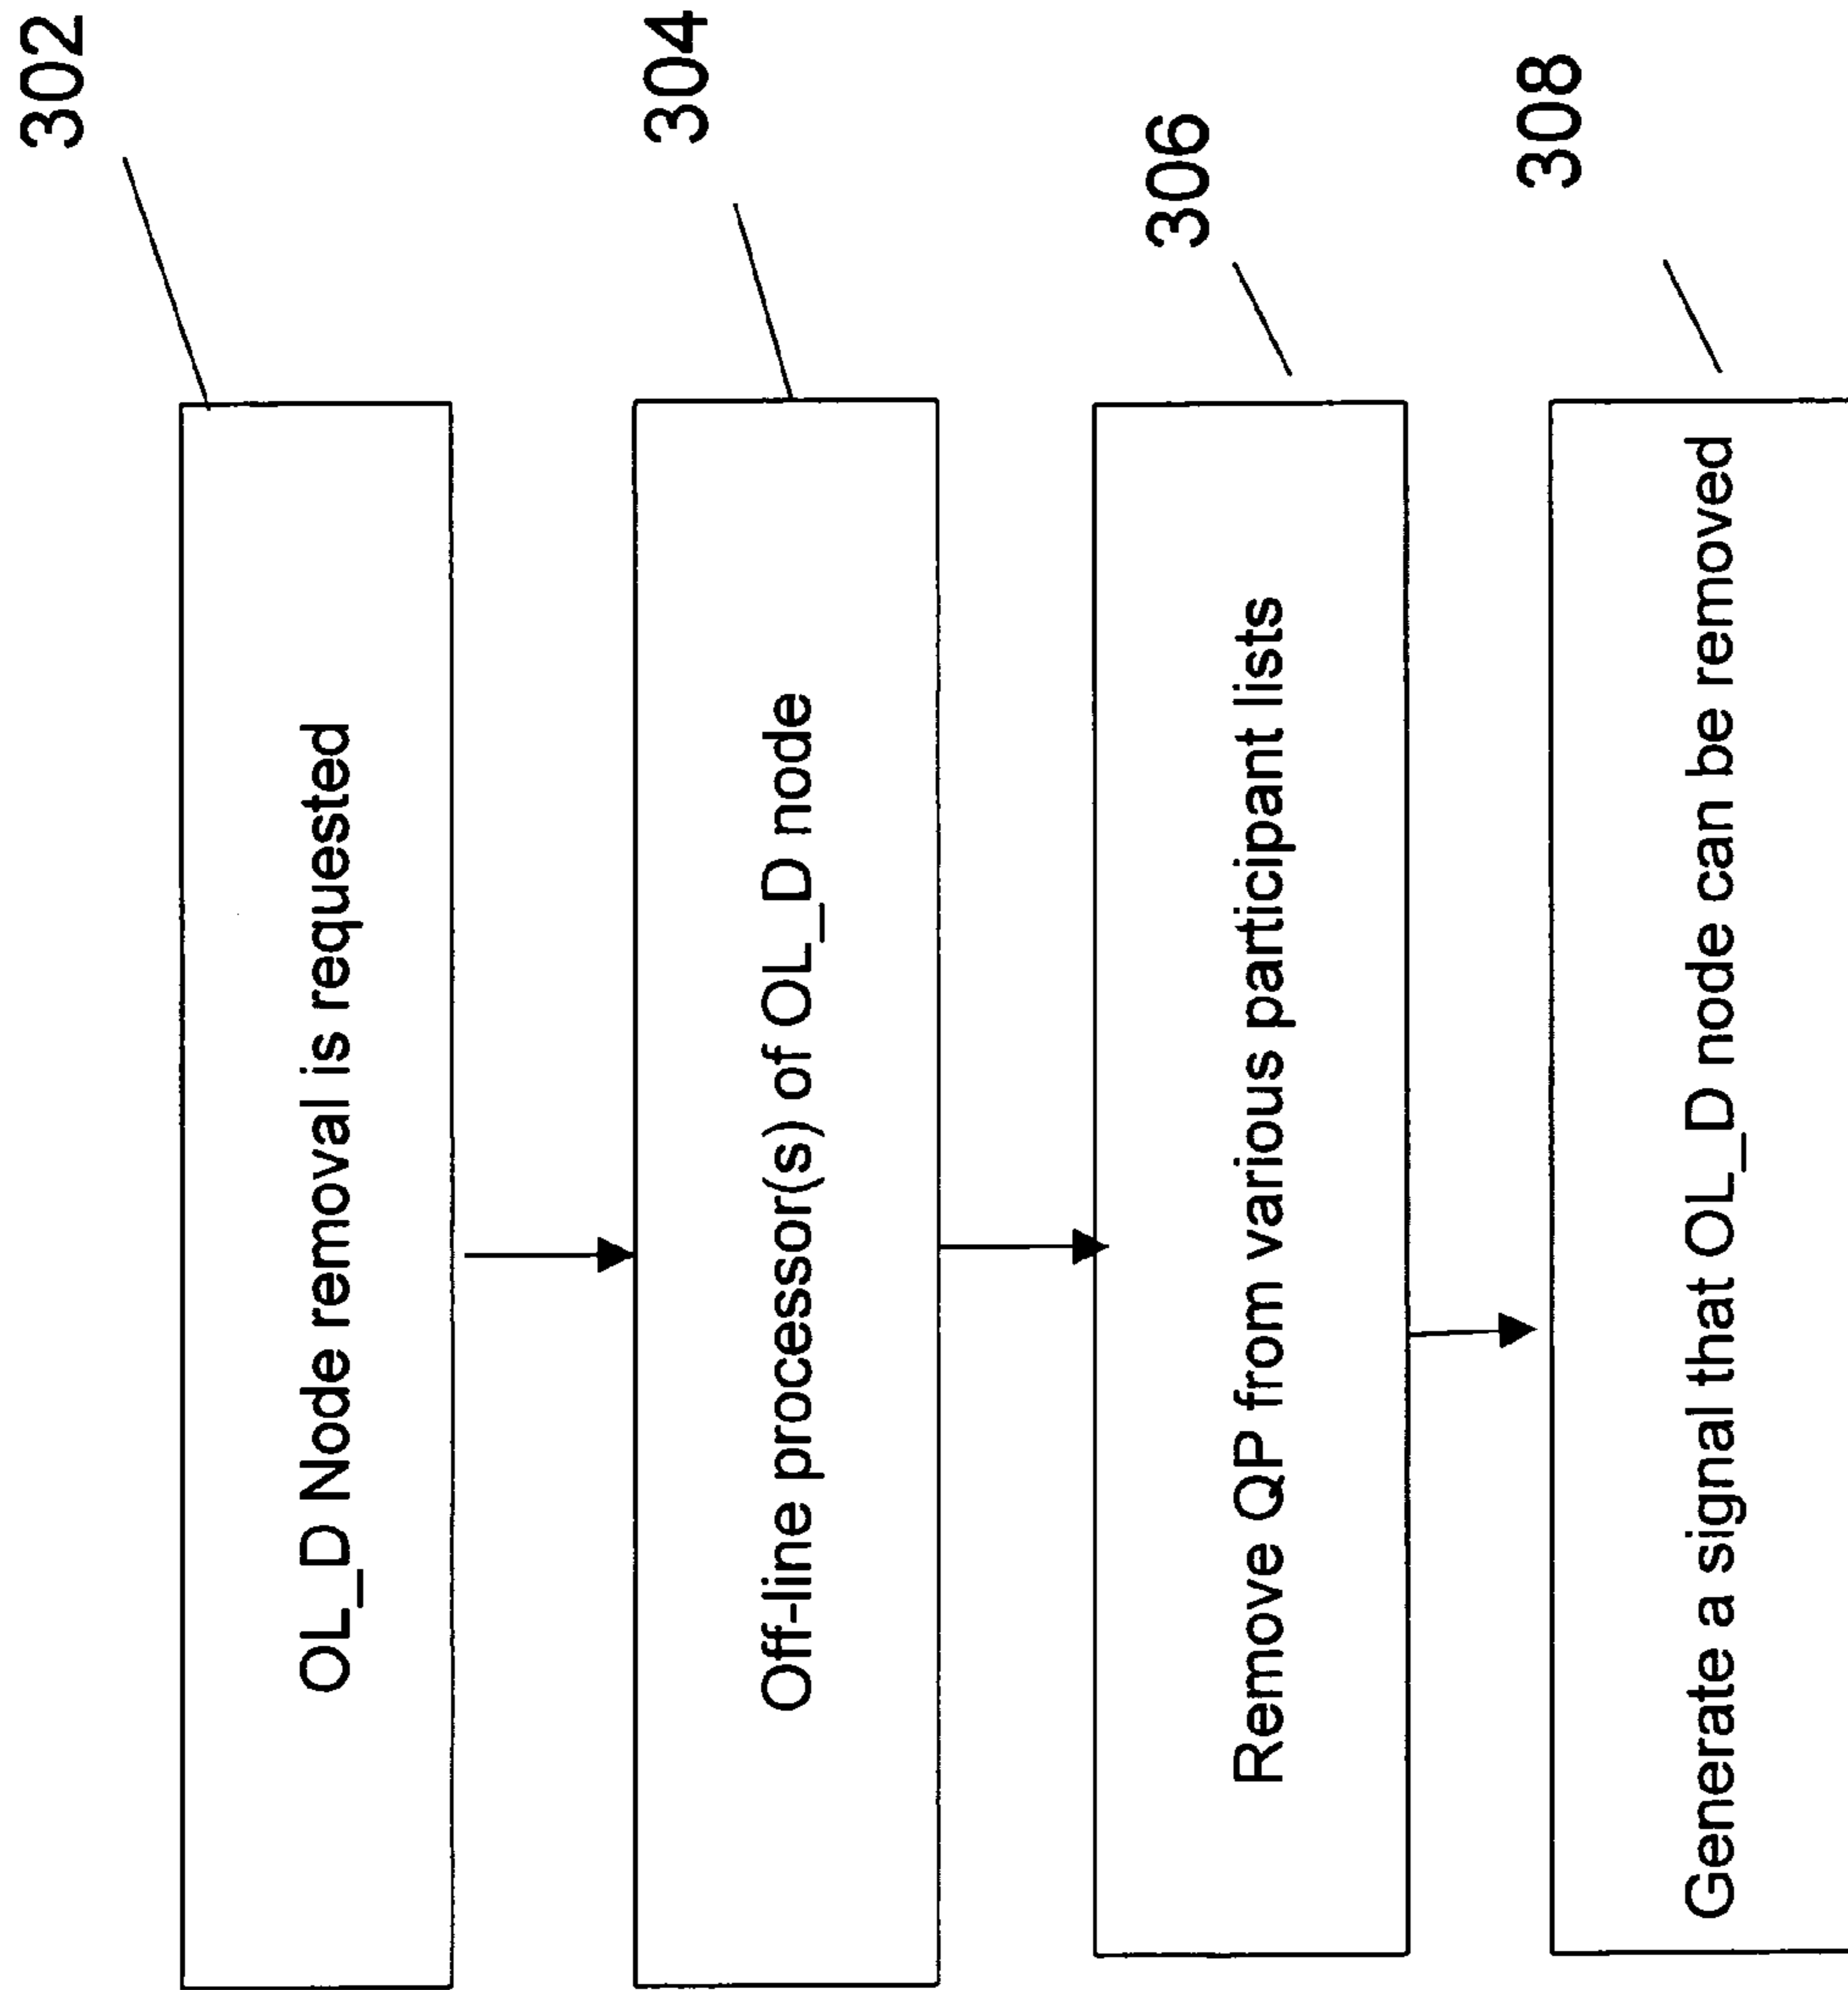 302
OL_D Node removal is requested
304
Off-line processor(s) of OL_D node
306
Remove QP from various participant lists
308
Generate a signal that OL_D node can be removed